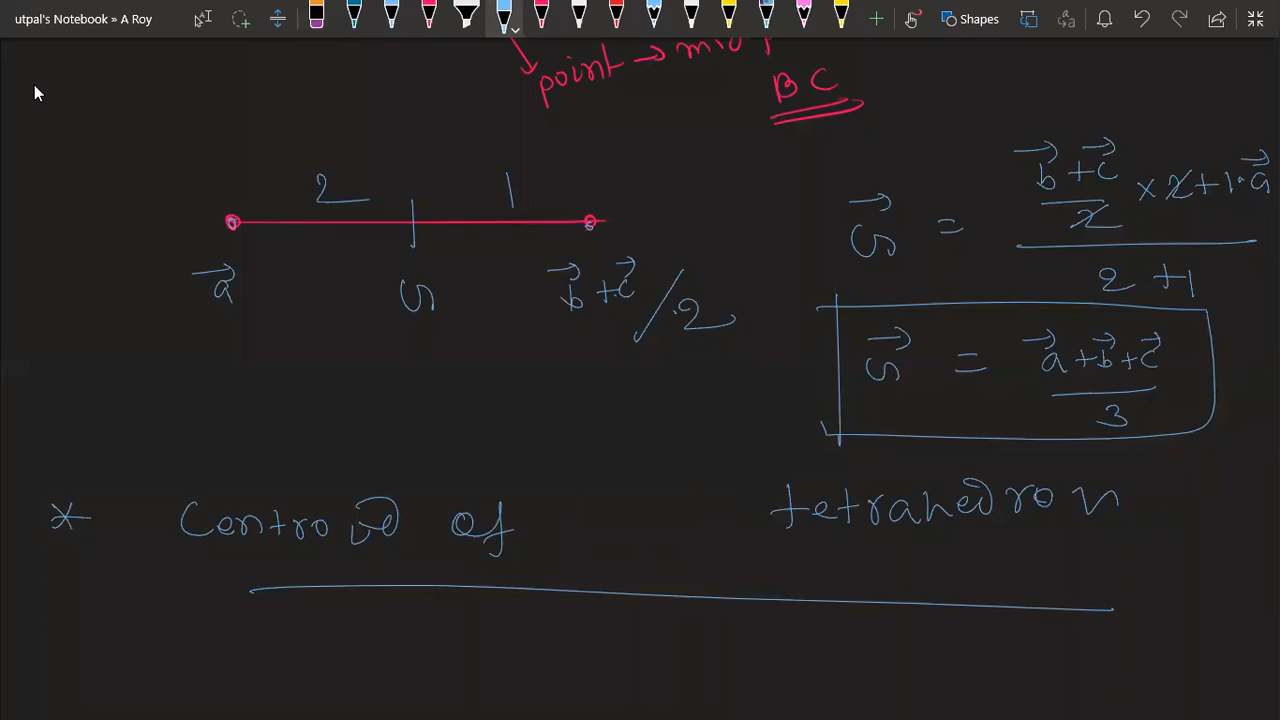 utpal's Notebook » A Roy
Shapes
point → mid p
BC
2 1
a⃗ G b⃗ + c⃗ / 2
G⃗ = ((b⃗ + c⃗)/2 × 2 + 1·a⃗) / (2 + 1)
G⃗ = (a⃗ + b⃗ + c⃗) / 3
* Centroid of tetrahedron